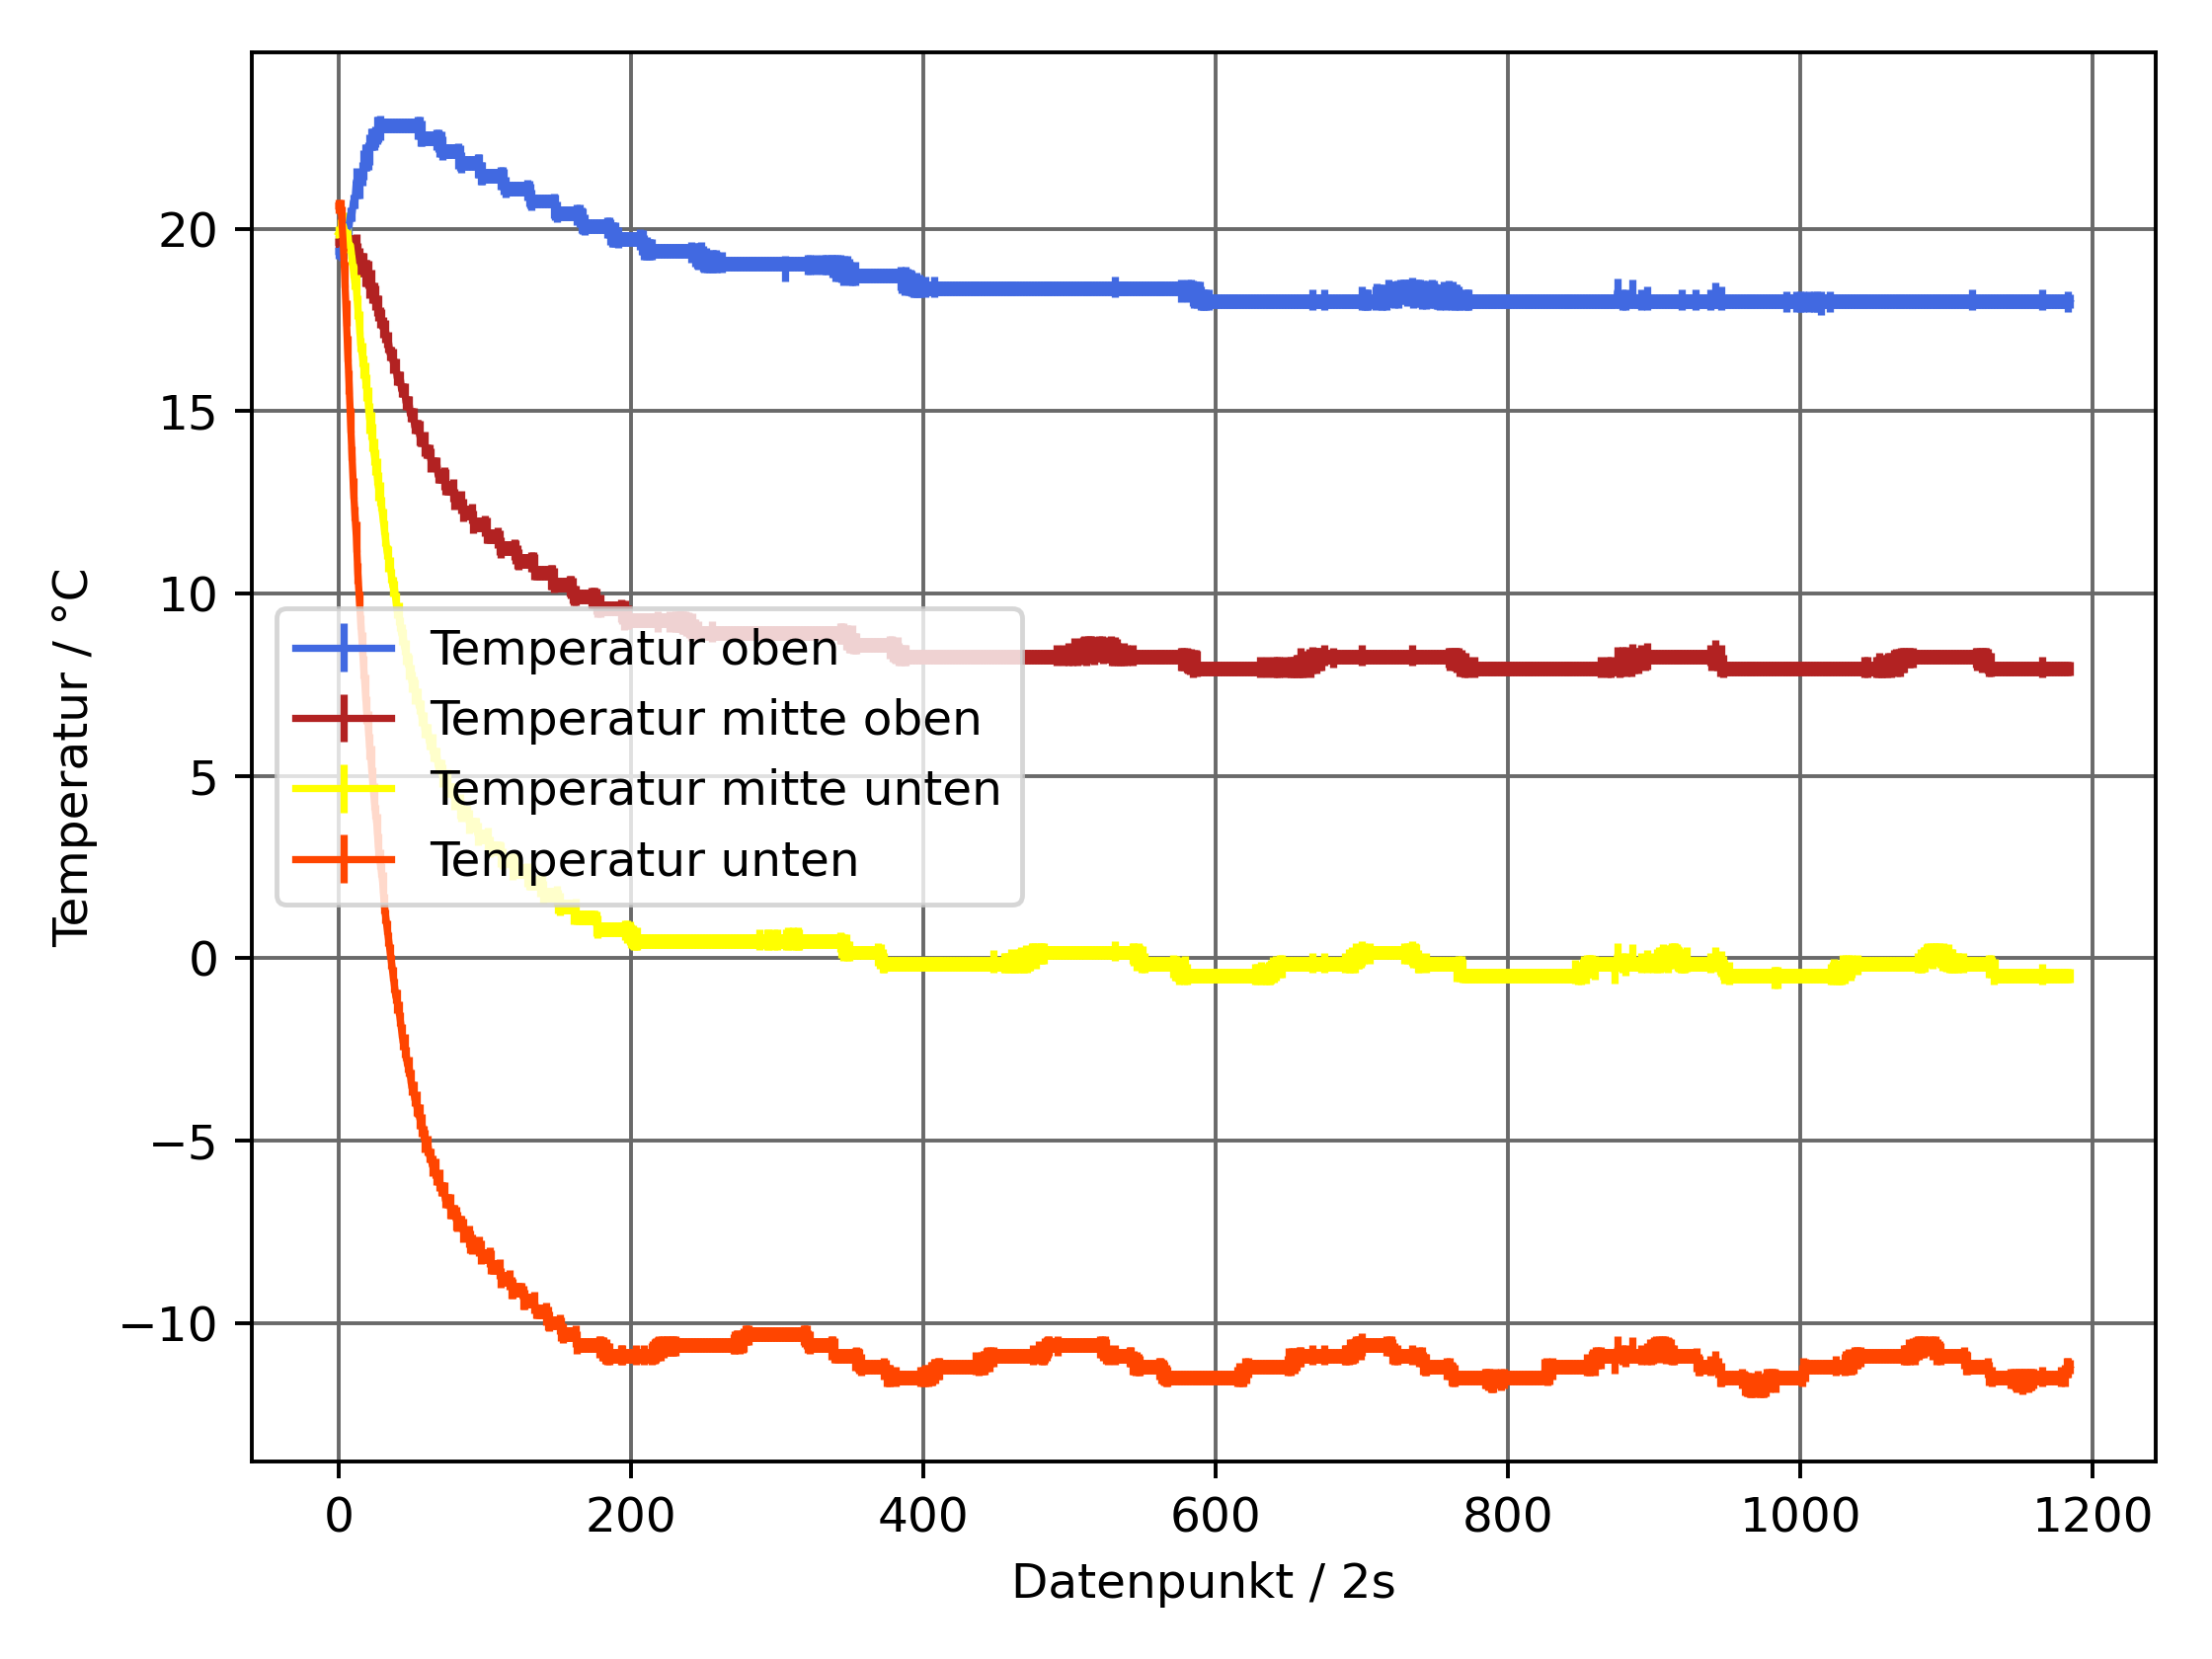 20
15
10
5
0
−5
−10
Temperatur / °C
Temperatur oben
Temperatur mitte oben
Temperatur mitte unten
Temperatur unten
0 200 400 600 800 1000 1200
Datenpunkt / 2s